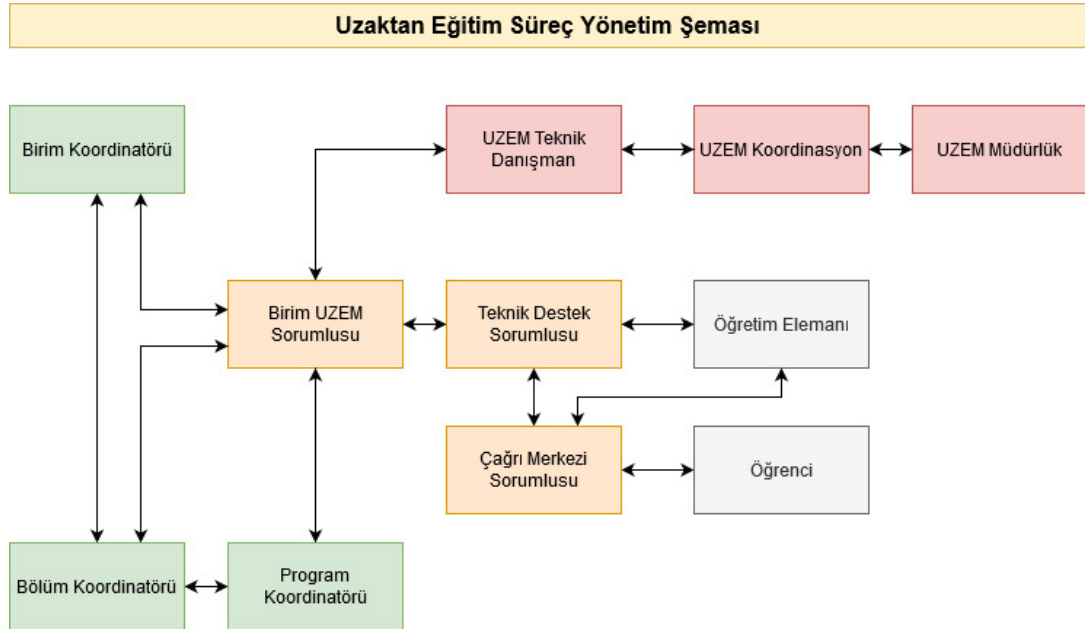 Uzaktan Eğitim Süreç Yönetim Şeması
Birim Koordinatörü
UZEM Teknik
Danışman
UZEM Koordinasyon
UZEM Müdürlük
Birim UZEM
Sorumlusu
Teknik Destek
Sorumlusu
Öğretim Elemanı
Çağrı Merkezi
Sorumlusu
Öğrenci
Bölüm Koordinatörü
Program
Koordinatörü